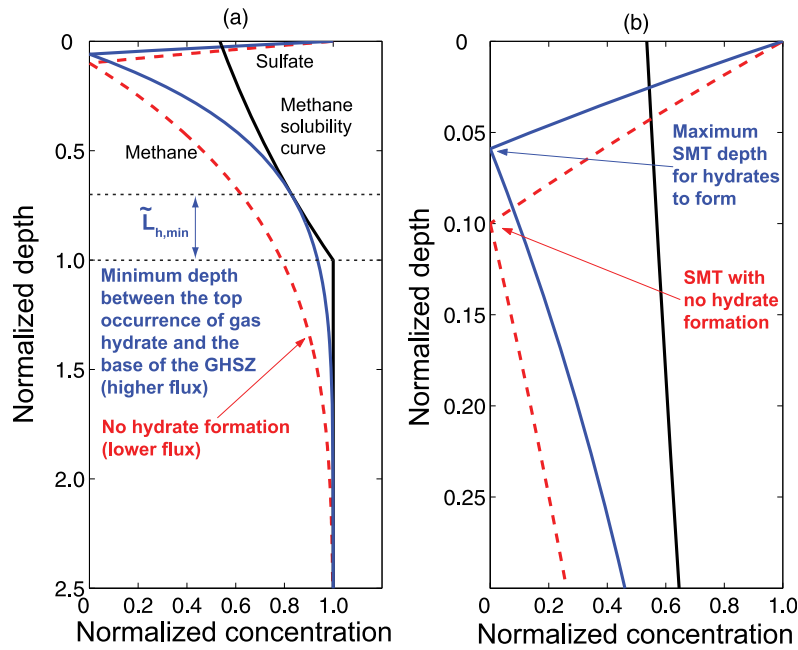 (a)
0
0.5
1.0
1.5
2.0
2.5
Normalized depth
Sulfate
Methane
solubility
curve
Methane
L̃h,min
Minimum depth
between the top
occurrence of gas
hydrate and the
base of the GHSZ
(higher flux)
No hydrate formation
(lower flux)
0 0.2 0.4 0.6 0.8 1.0
Normalized concentration
(b)
0
0.05
0.10
0.15
0.20
0.25
Normalized depth
Maximum
SMT depth
for hydrates
to form
SMT with
no hydrate
formation
0 0.2 0.4 0.6 0.8 1.0
Normalized concentration